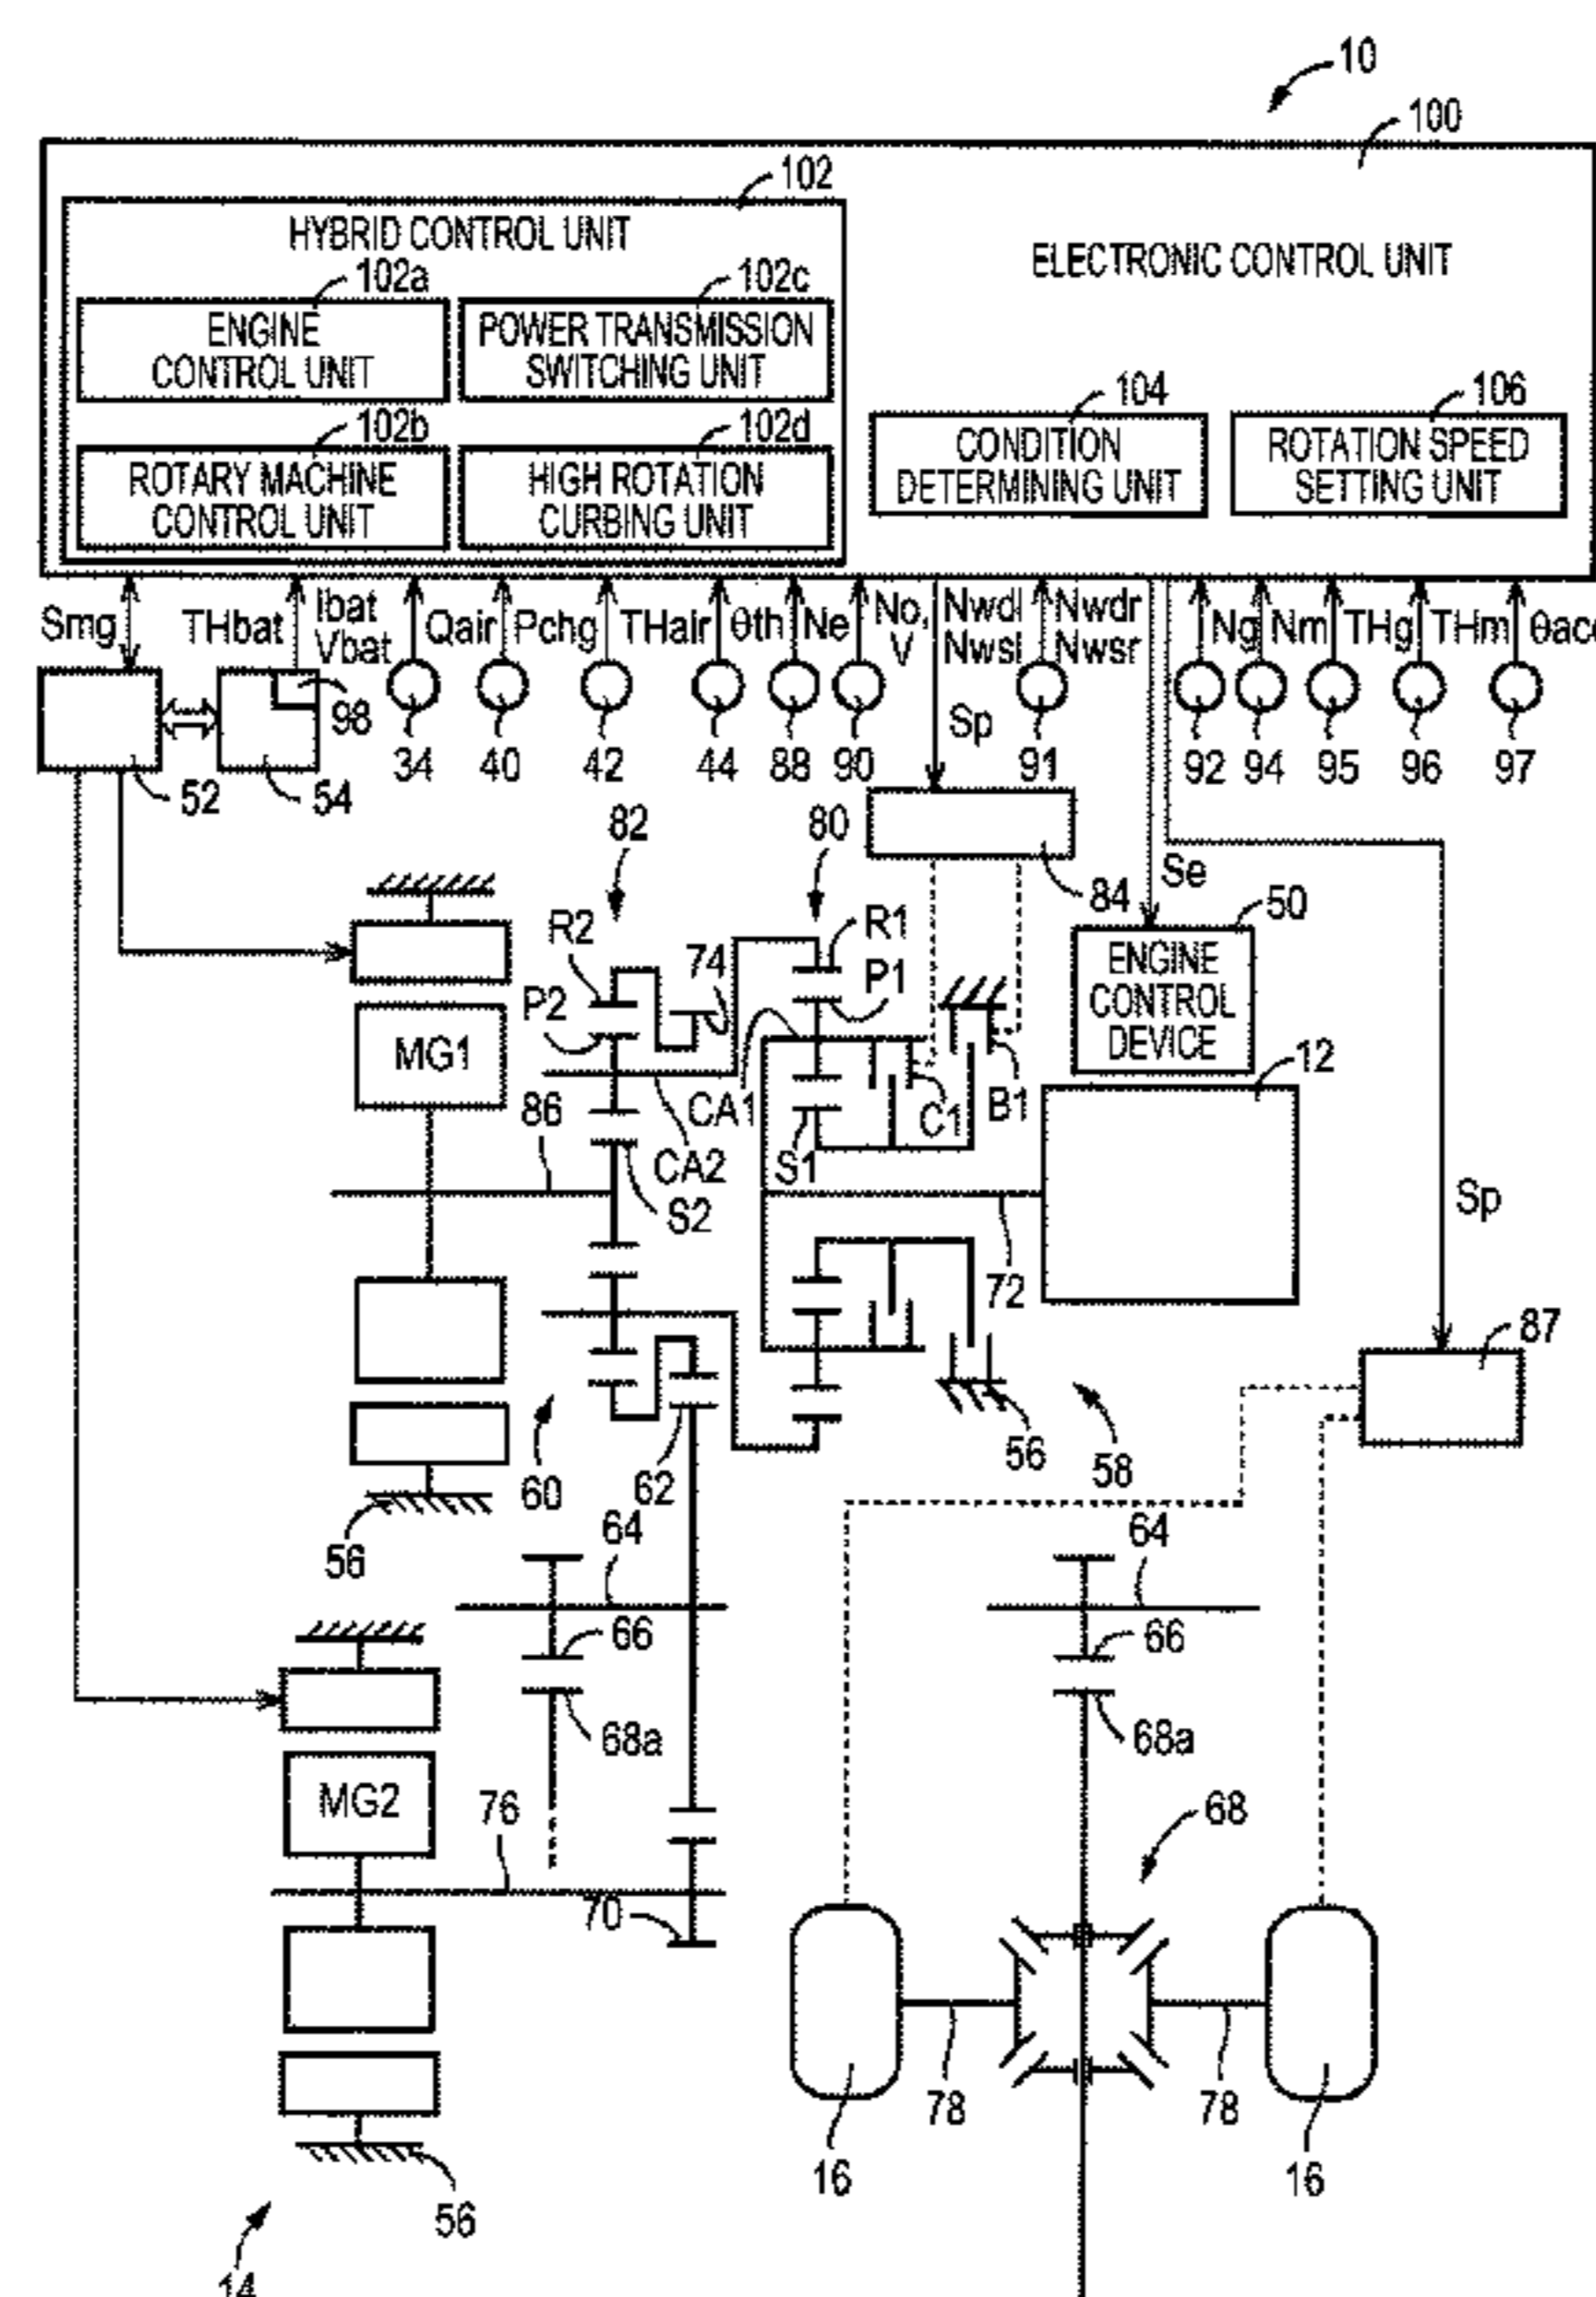 10
100
102
HYBRID CONTROL UNIT
ELECTRONIC CONTROL UNIT
102a
102c
ENGINE
CONTROL UNIT
POWER TRANSMISSION
SWITCHING UNIT
104
106
102b
102d
CONDITION
DETERMINING UNIT
ROTATION SPEED
SETTING UNIT
ROTARY MACHINE
CONTROL UNIT
HIGH ROTATION
CURBING UNIT
Smg
THbat
Ibat
Vbat
Qair
Pchg
THair
θth
Ne
No,
V
Nwdl
Nwsl
Nwdr
Nwsr
Ng
Nm
THg
THm
θacc
98
Sp
34
40
42
44
88
90
91
92
94
95
96
97
52
54
82
80
84
Se
50
R2
74
R1
P1
ENGINE
CONTROL
DEVICE
P2
MG1
12
86
CA1
C1
B1
CA2
S1
S2
Sp
72
87
60
62
56
58
56
64
64
66
66
68a
68a
MG2
76
68
70
78
78
16
16
56
14